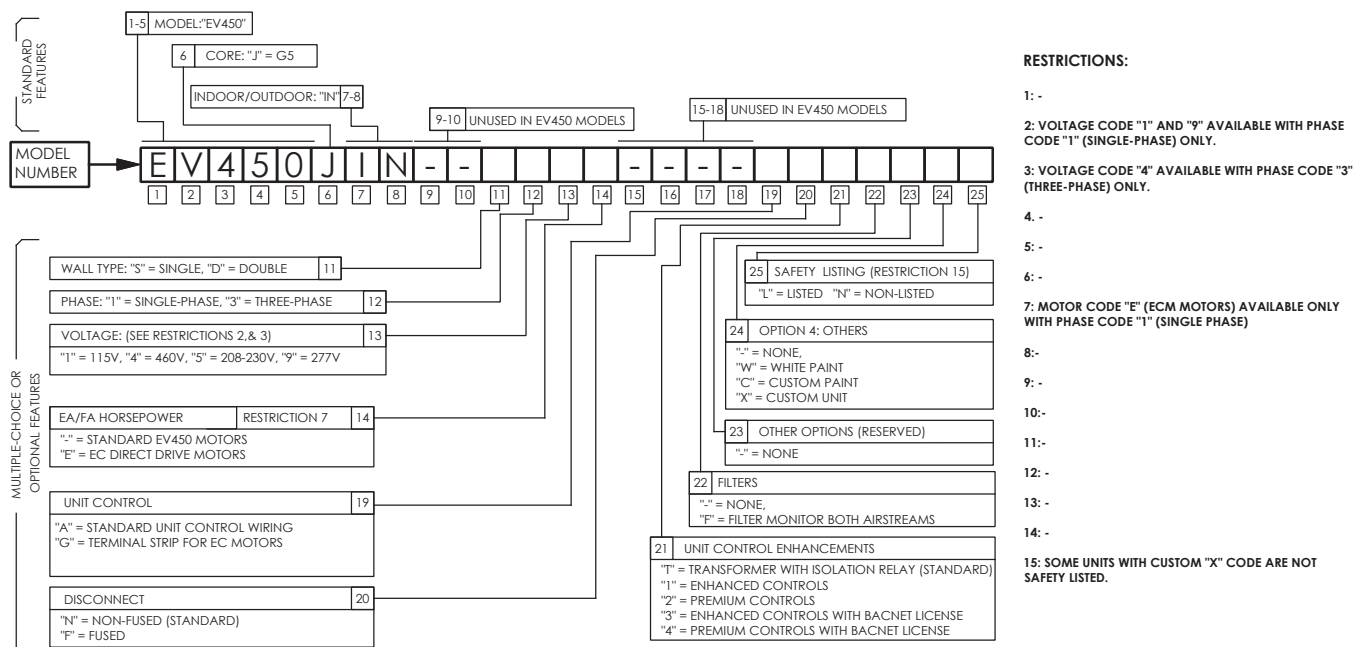 STANDARD
FEATURES
1-5 MODEL:"EV450"
6 CORE: "J" = G5
INDOOR/OUTDOOR: "IN" 7-8
9-10 UNUSED IN EV450 MODELS
15-18 UNUSED IN EV450 MODELS
MODEL
NUMBER
E V 4 5 0 J I N - - - - - -
1 2 3 4 5 6 7 8 9 10 11 12 13 14 15 16 17 18 19 20 21 22 23 24 25
MULTIPLE-CHOICE OR
OPTIONAL FEATURES
WALL TYPE: "S" = SINGLE, "D" = DOUBLE 11
PHASE: "1" = SINGLE-PHASE, "3" = THREE-PHASE 12
VOLTAGE: (SEE RESTRICTIONS 2,& 3) 13
"1" = 115V, "4" = 460V, "5" = 208-230V, "9" = 277V
EA/FA HORSEPOWER RESTRICTION 7 14
"-" = STANDARD EV450 MOTORS
"E" = EC DIRECT DRIVE MOTORS
UNIT CONTROL 19
"A" = STANDARD UNIT CONTROL WIRING
"G" = TERMINAL STRIP FOR EC MOTORS
DISCONNECT 20
"N" = NON-FUSED (STANDARD)
"F" = FUSED
25 SAFETY LISTING (RESTRICTION 15)
"L" = LISTED "N" = NON-LISTED
24 OPTION 4: OTHERS
"-" = NONE,
"W" = WHITE PAINT
"C" = CUSTOM PAINT
"X" = CUSTOM UNIT
23 OTHER OPTIONS (RESERVED)
"-" = NONE
22 FILTERS
"-" = NONE,
"F" = FILTER MONITOR BOTH AIRSTREAMS
21 UNIT CONTROL ENHANCEMENTS
"T" = TRANSFORMER WITH ISOLATION RELAY (STANDARD)
"1" = ENHANCED CONTROLS
"2" = PREMIUM CONTROLS
"3" = ENHANCED CONTROLS WITH BACNET LICENSE
"4" = PREMIUM CONTROLS WITH BACNET LICENSE
RESTRICTIONS:
1: -
2: VOLTAGE CODE "1" AND "9" AVAILABLE WITH PHASE
CODE "1" (SINGLE-PHASE) ONLY.
3: VOLTAGE CODE "4" AVAILABLE WITH PHASE CODE "3"
(THREE-PHASE) ONLY.
4. -
5: -
6: -
7: MOTOR CODE "E" (ECM MOTORS) AVAILABLE ONLY
WITH PHASE CODE "1" (SINGLE PHASE)
8:-
9: -
10:-
11:-
12: -
13: -
14: -
15: SOME UNITS WITH CUSTOM "X" CODE ARE NOT
SAFETY LISTED.